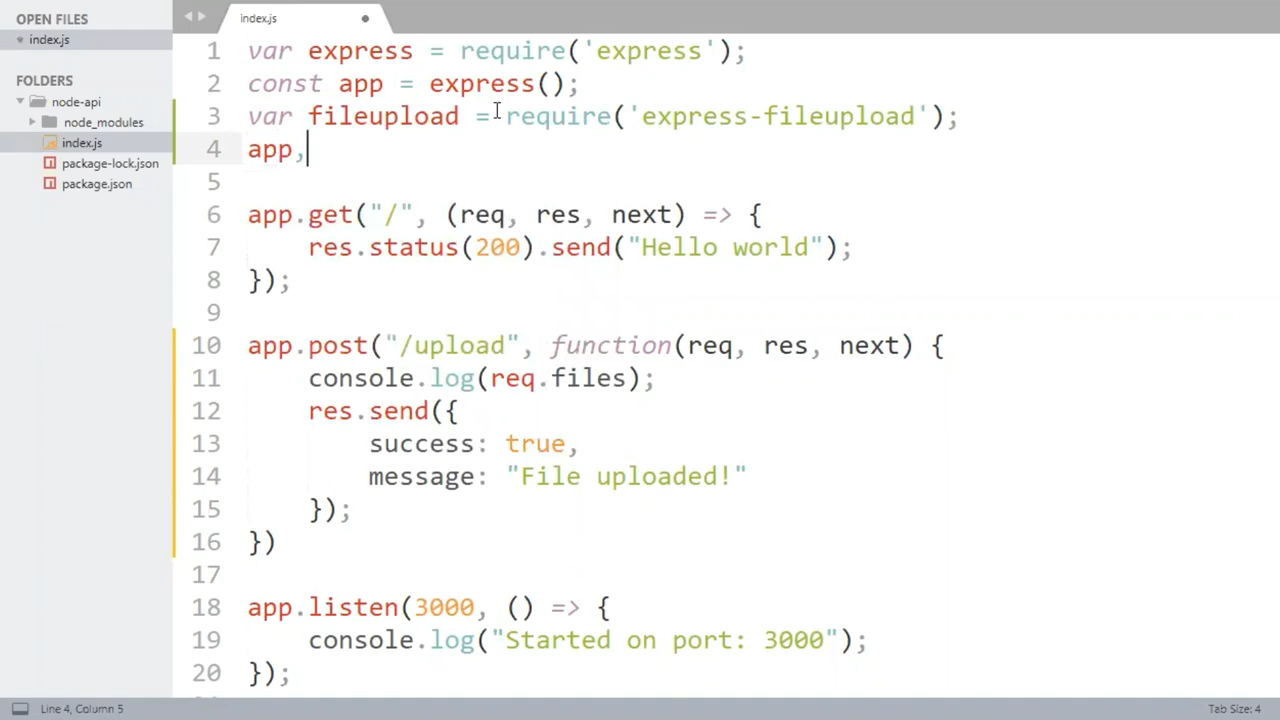 OPEN FILES
index.js
FOLDERS
node-api
node_modules
index.js
package-lock.json
package.json
index.js
1 var express = require('express');
2 const app = express();
3 var fileupload = require('express-fileupload');
4 app,
5
6 app.get("/", (req, res, next) => {
7     res.status(200).send("Hello world");
8 });
9
10 app.post("/upload", function(req, res, next) {
11     console.log(req.files);
12     res.send({
13         success: true,
14         message: "File uploaded!"
15     });
16 })
17
18 app.listen(3000, () => {
19     console.log("Started on port: 3000");
20 });
Line 4, Column 5
Tab Size: 4